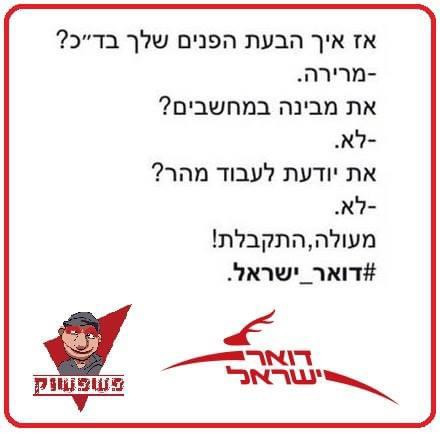 אז איך הבעת הפנים שלך בד״כ?
-מרירה.
את מבינה במחשבים?
-לא.
את יודעת לעבוד מהר?
-לא.
מעולה,התקבלת!
#דואר_ישראל.
פשפשוק
דואר
ישראל